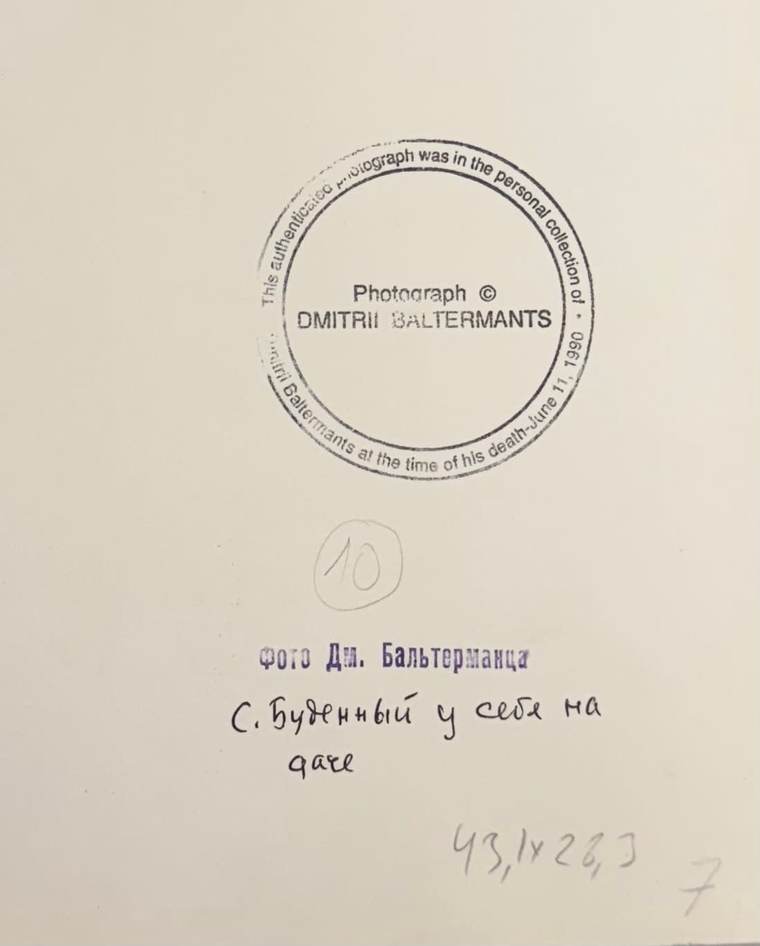 This authenticated photograph was in the personal collection of •
Dmitrii Baltermants at the time of his death-June 11, 1990
Photograph ©
DMITRII BALTERMANTS
10
Фото Дм. Бальтерманца
С. Буденный у себя на
даче
43,1x28,3
7